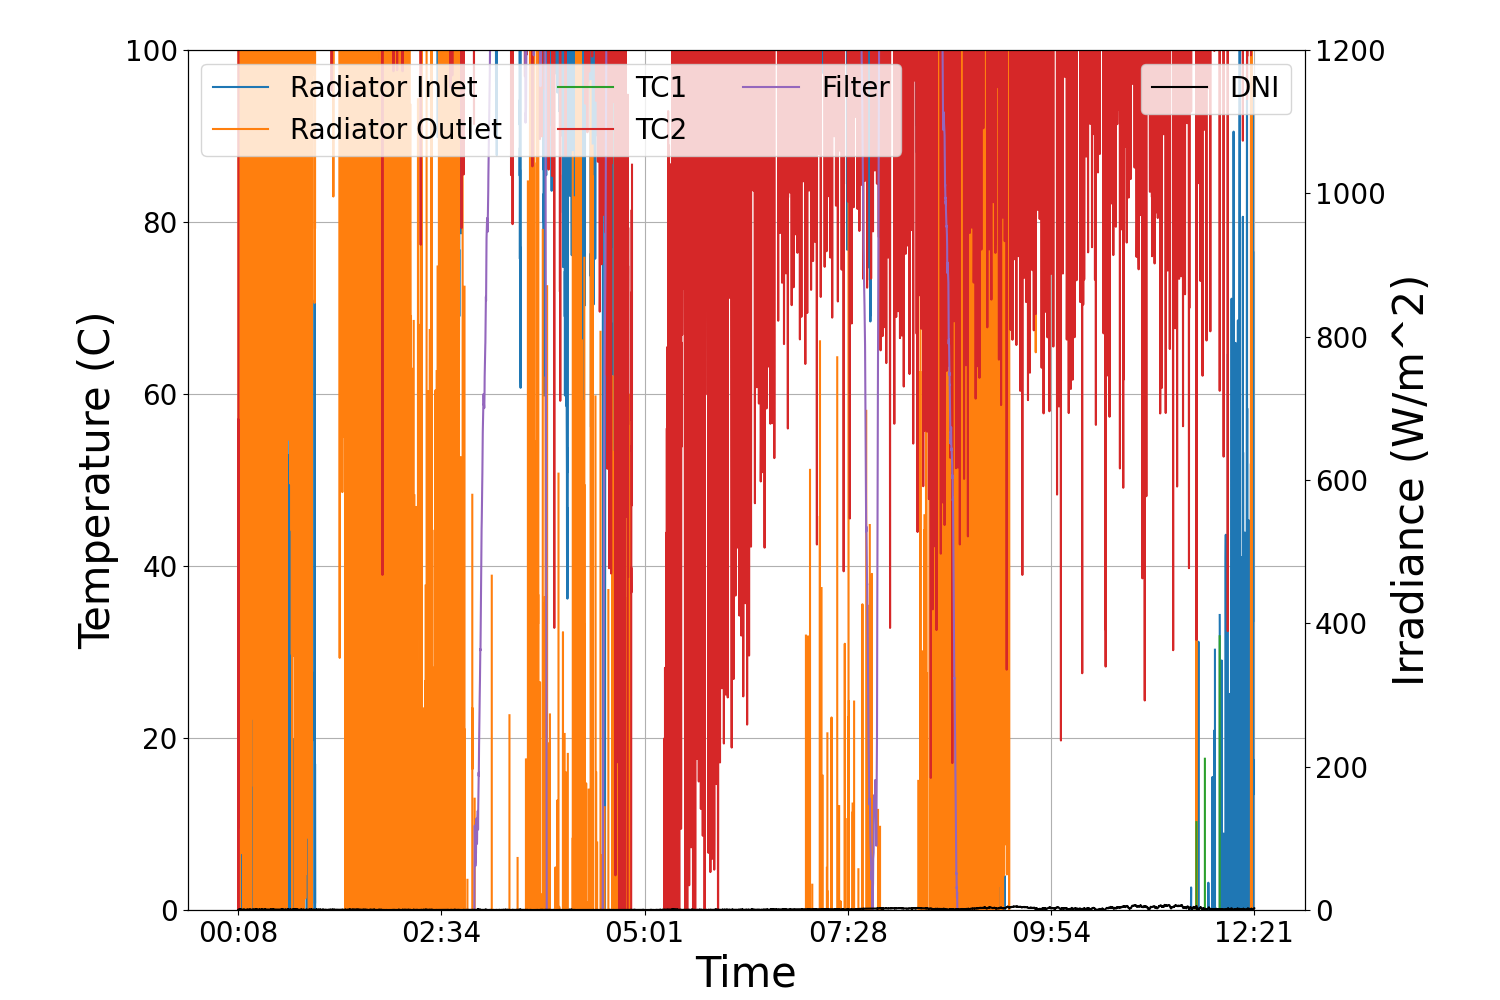 100 1200
Radiator Inlet TC1 Filter DNI
Radiator Outlet TC2
80 1000
60 800
40 600
20 400
0 200
0
Temperature (C)
Irradiance (W/m^2)
00:08 02:34 05:01 07:28 09:54 12:21
Time